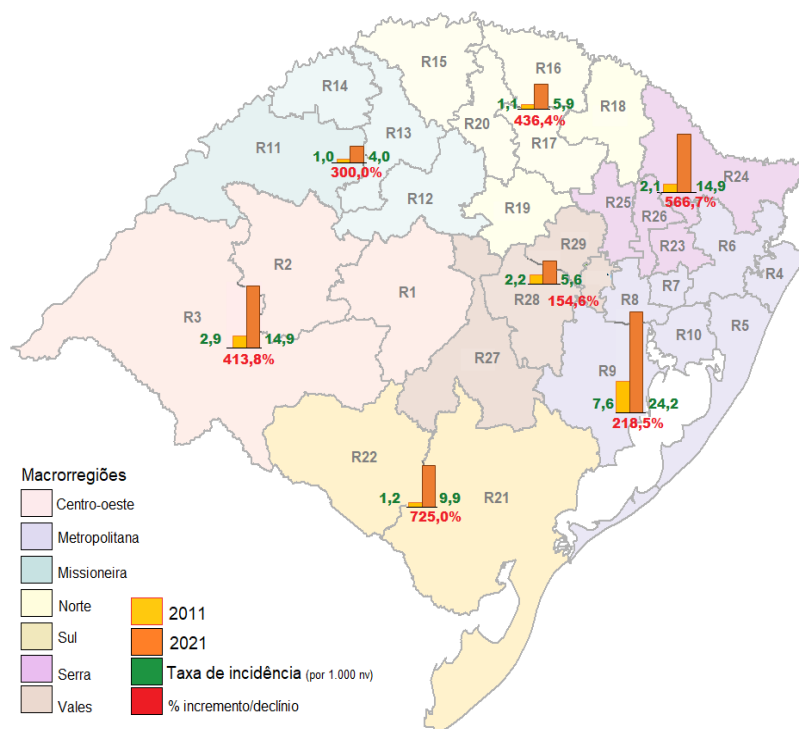 R15
R16
R14
1,1 5,9
436,4%
R18
R13
R20
R11
1,0 4,0
300,0%
R17
2,1 14,9
R24
566,7%
R12
R25
R26
R19
R23
R6
R29
R2
R4
2,2 5,6
R1
R28
154,6%
R8
R7
R3
2,9 14,9
413,8%
R5
R10
R27
R9
7,6 24,2
218,5%
R22
1,2 9,9
R21
725,0%
Macrorregiões
Centro-oeste
Metropolitana
Missioneira
Norte
Sul
Serra
Vales
2011
2021
Taxa de incidência (por 1.000 nv)
% incremento/declínio